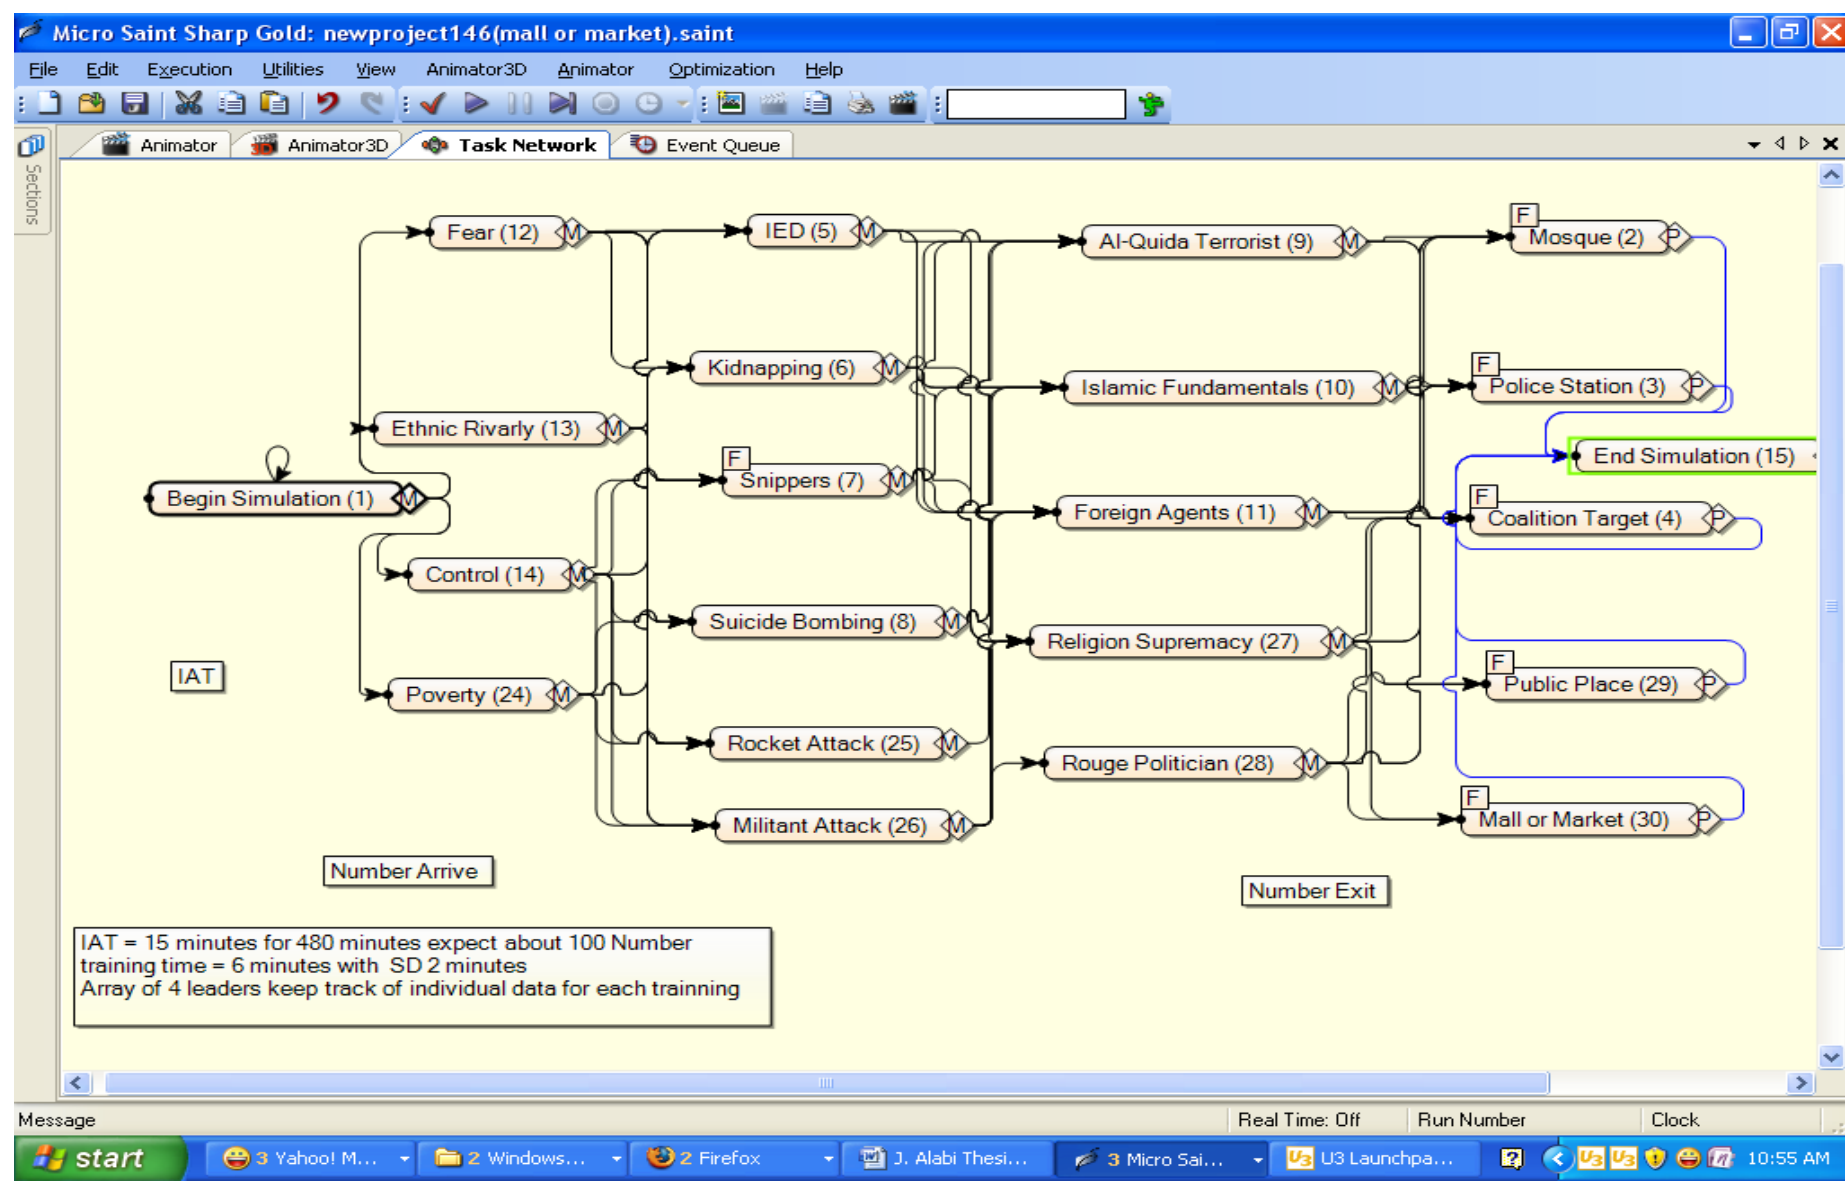 Micro Saint Sharp Gold: newproject146(mall or market).saint
File Edit Execution Utilities View Animator3D Animator Optimization Help
Animator Animator3D Task Network Event Queue
Sections
Fear (12) M
IED (5) M
Al-Quida Terrorist (9) M
F
Mosque (2) P
Kidnapping (6) M
Islamic Fundamentals (10) M
F
Police Station (3) P
Ethnic Rivarly (13) M
End Simulation (15)
F
Snippers (7) M
Begin Simulation (1) M
Foreign Agents (11) M
F
Coalition Target (4) P
Control (14) M
Suicide Bombing (8) M
Religion Supremacy (27) M
IAT
Poverty (24) M
F
Public Place (29) P
Rocket Attack (25) M
Rouge Politician (28) M
Militant Attack (26) M
F
Mall or Market (30) P
Number Arrive
Number Exit
IAT = 15 minutes for 480 minutes expect about 100 Number
training time = 6 minutes with SD 2 minutes
Array of 4 leaders keep track of individual data for each trainning
Message Real Time: Off Run Number Clock
start 3 Yahoo! M... 2 Windows... 2 Firefox J. Alabi Thesi... 3 Micro Sai... U3 U3 Launchpa... ? U3 U3 10:55 AM